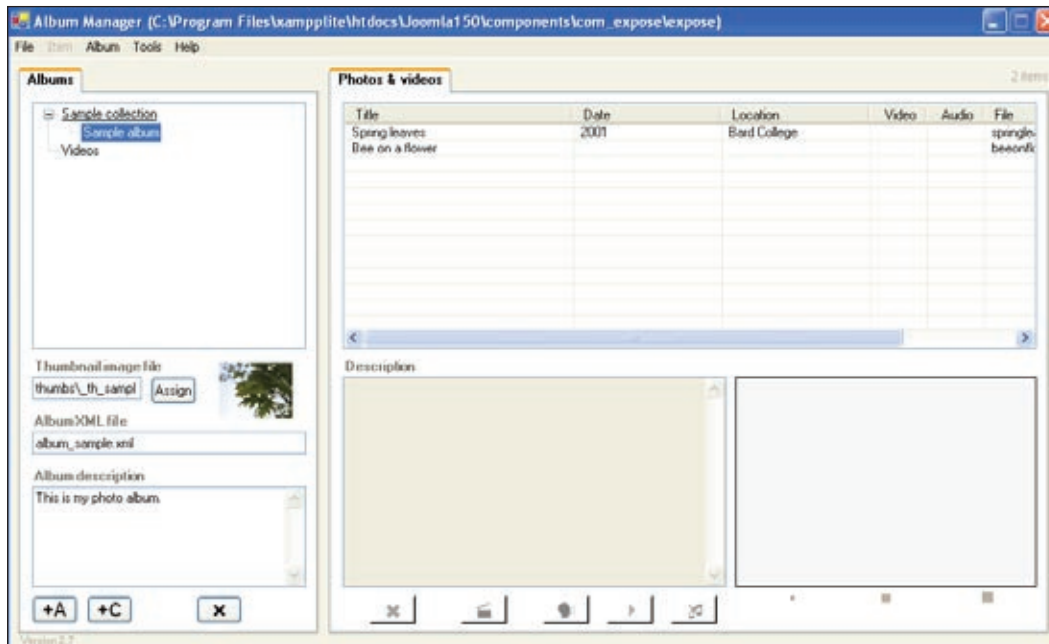 Album Manager (C:\Program Files\xampplite\htdocs\Joomla150\components\com_expose\expose)
File Item Album Tools Help
Albums
Sample collection
Sample album
Videos
Thumbnail image file
thumbs\_th_sampl Assign
Album XML file
album_sample.xml
Album description
This is my photo album.
+A +C x
Version 2.7
Photos & videos 2 items
Title Date Location Video Audio File
Spring leaves 2001 Bard College springle
Bee on a flower beeonfl
Description